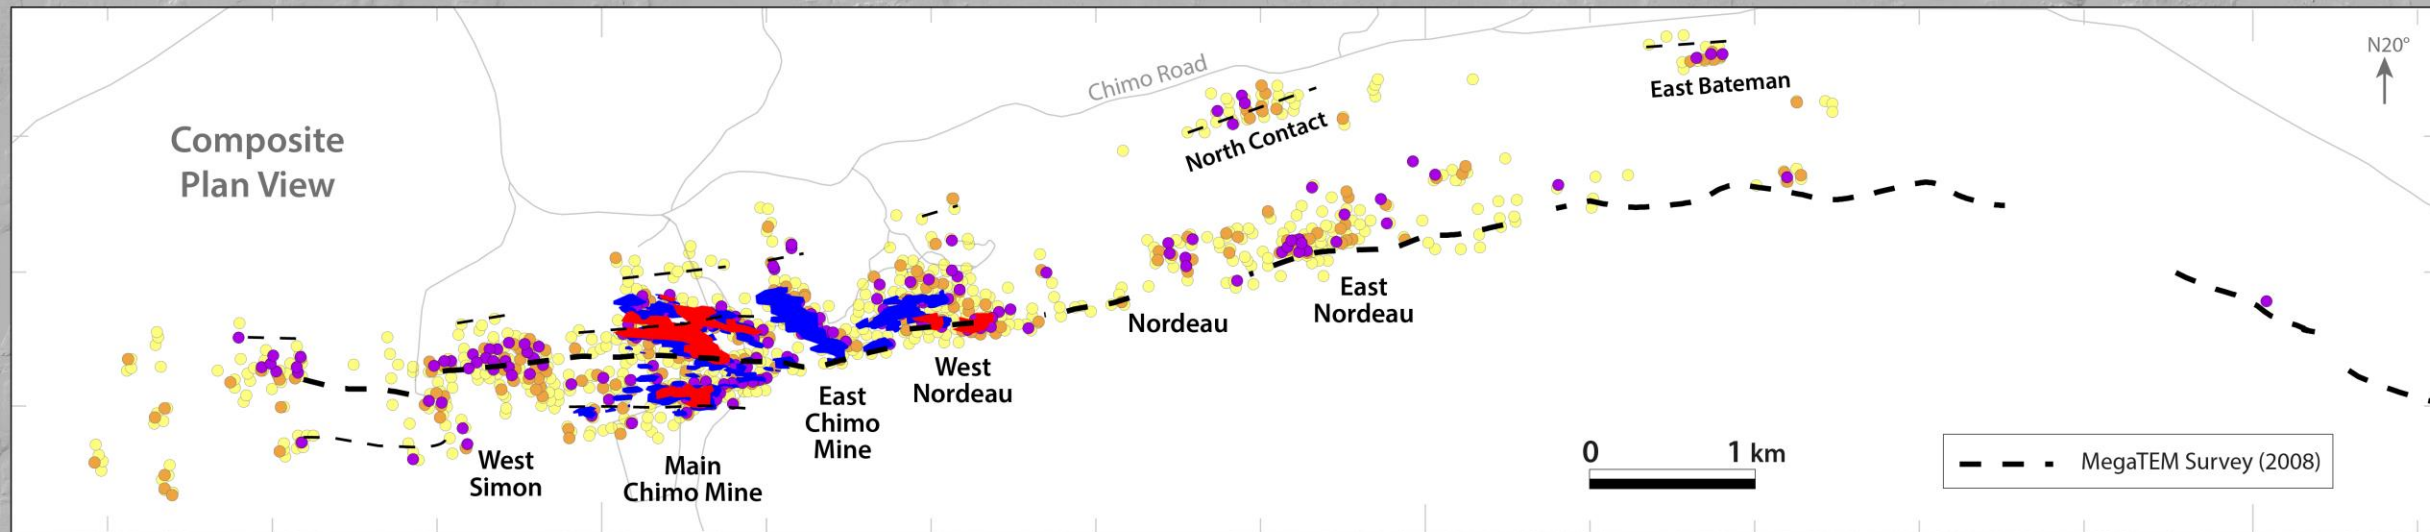 Composite
Plan View
Chimo Road
N20°
East Bateman
North Contact
East
Nordeau
Nordeau
West
Nordeau
East
Chimo
Mine
West
Simon
Main
Chimo Mine
0 1 km
MegaTEM Survey (2008)